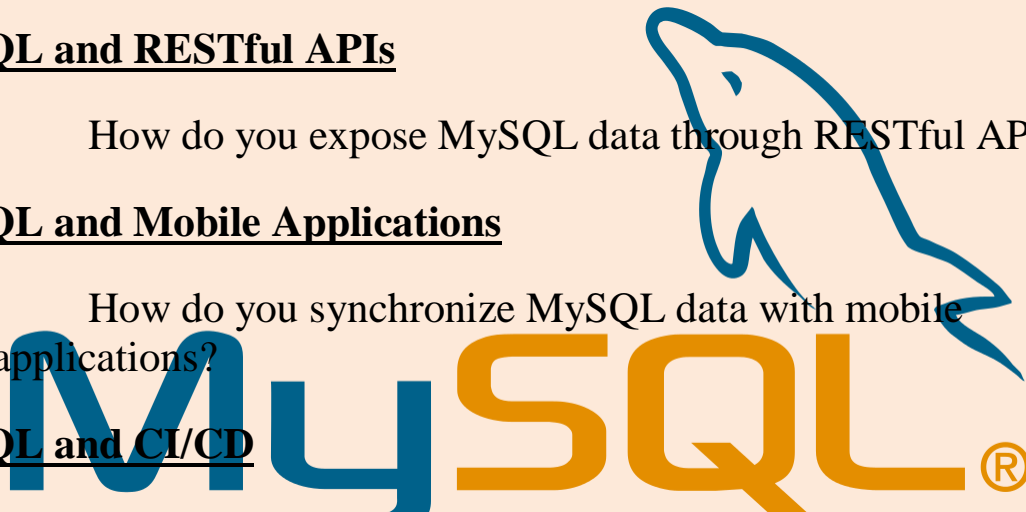 QL and RESTful APIs
How do you expose MySQL data through RESTful AP
QL and Mobile Applications
How do you synchronize MySQL data with mobile
applications?
QL and CI/CD
MySQL®